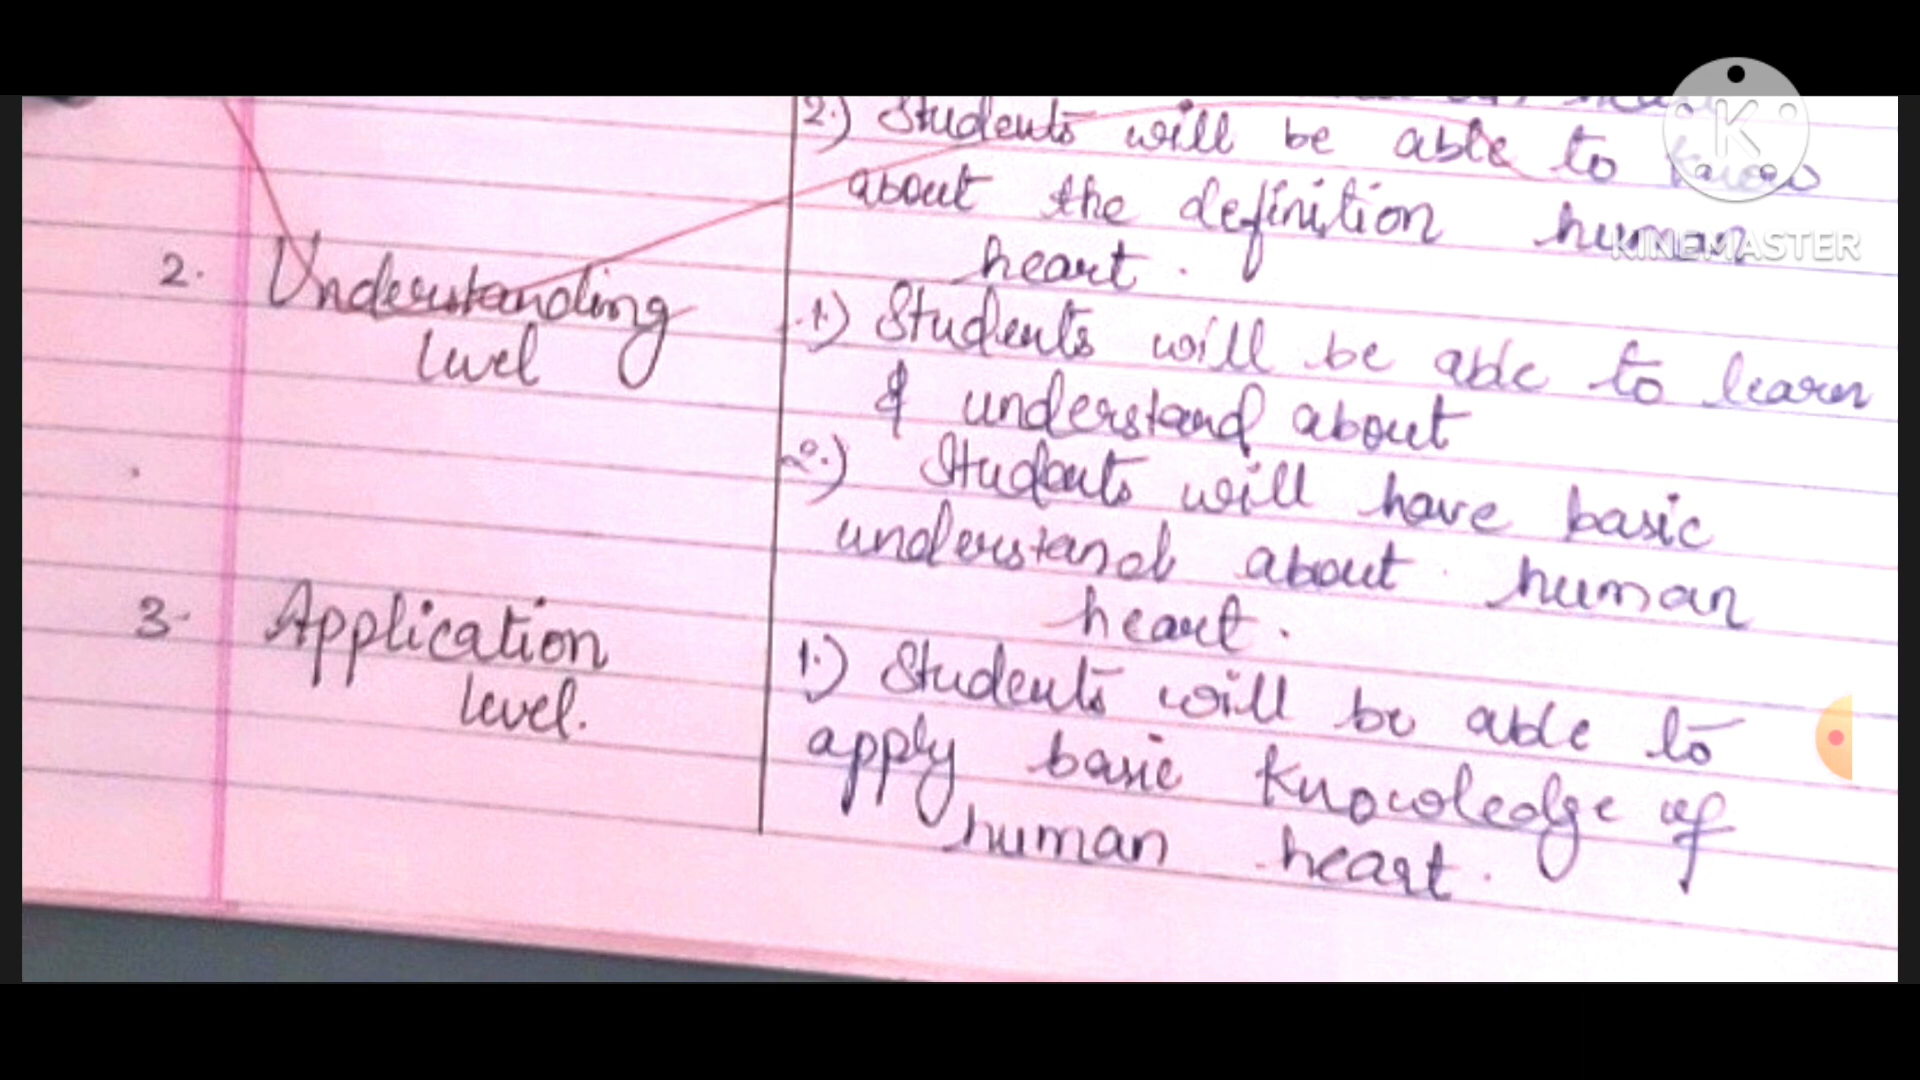 2.) Students will be able to know
about the definition human
heart.
2. Understanding
level
1.) Students will be able to learn
& understand about
2.) Students will have basic
understand about human
heart.
3. Application
level.
1.) Students will be able to
apply basic knowledge of
human heart.
K
KINEMASTER